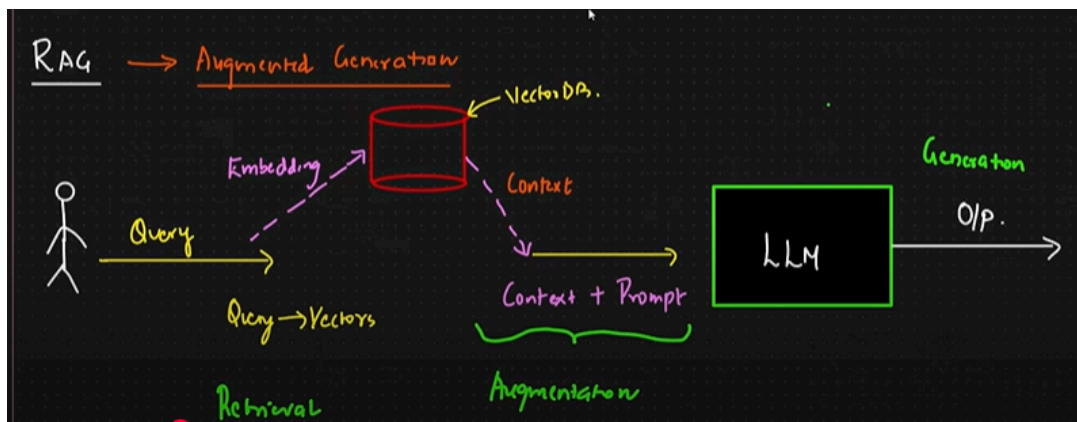 RAG → Augmented Generation
VectorDB.
Embedding
Generation
Context
Query
O/P.
LLM
Context + Prompt
Query → Vectors
Augmentation
Retrieval